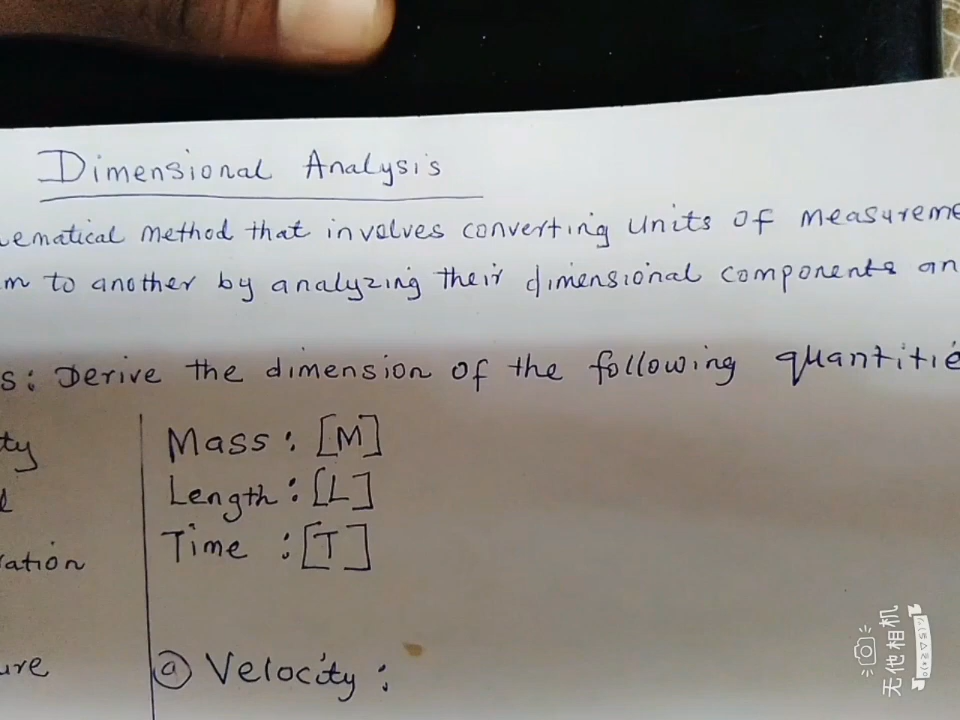 Dimensional Analysis
ematical method that involves converting units of measureme
m to another by analyzing their dimensional components an
s: Derive the dimension of the following quantitie
ty
Mass: [M]
Length: [L]
Time : [T]
ration
ure
ⓐ Velocity:
无他相机